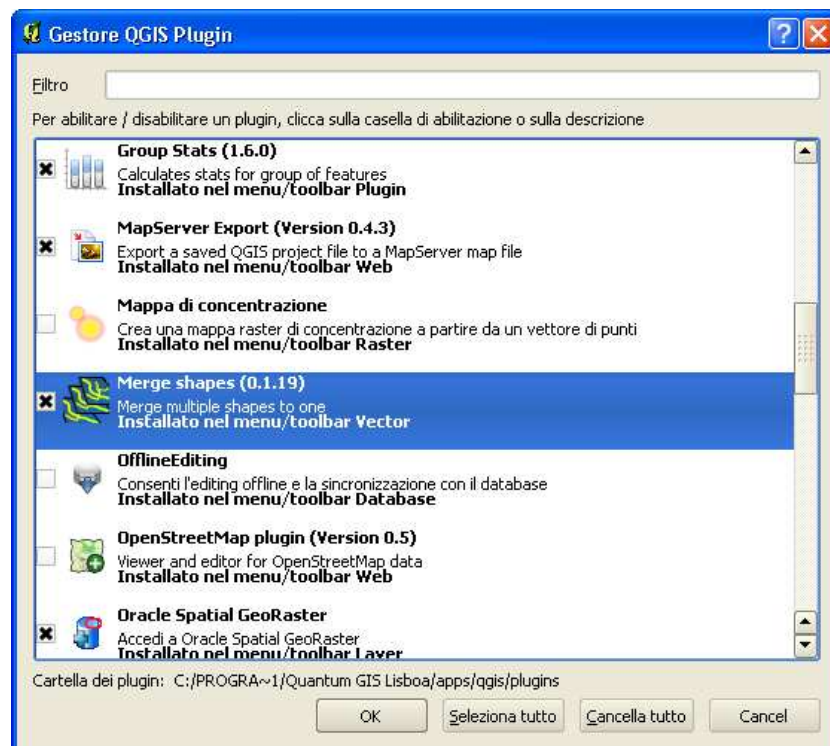 Gestore QGIS Plugin
Filtro
Per abilitare / disabilitare un plugin, clicca sulla casella di abilitazione o sulla descrizione
Group Stats (1.6.0)
Calculates stats for group of features
Installato nel menu/toolbar Plugin
MapServer Export (Version 0.4.3)
Export a saved QGIS project file to a MapServer map file
Installato nel menu/toolbar Web
Mappa di concentrazione
Crea una mappa raster di concentrazione a partire da un vettore di punti
Installato nel menu/toolbar Raster
Merge shapes (0.1.19)
Merge multiple shapes to one
Installato nel menu/toolbar Vector
OfflineEditing
Consenti l'editing offline e la sincronizzazione con il database
Installato nel menu/toolbar Database
OpenStreetMap plugin (Version 0.5)
Viewer and editor for OpenStreetMap data
Installato nel menu/toolbar Web
Oracle Spatial GeoRaster
Accedi a Oracle Spatial GeoRaster
Installato nel menu/toolbar Layer
Cartella dei plugin: C:/PROGRA~1/Quantum GIS Lisboa/apps/qgis/plugins
OK Seleziona tutto Cancella tutto Cancel